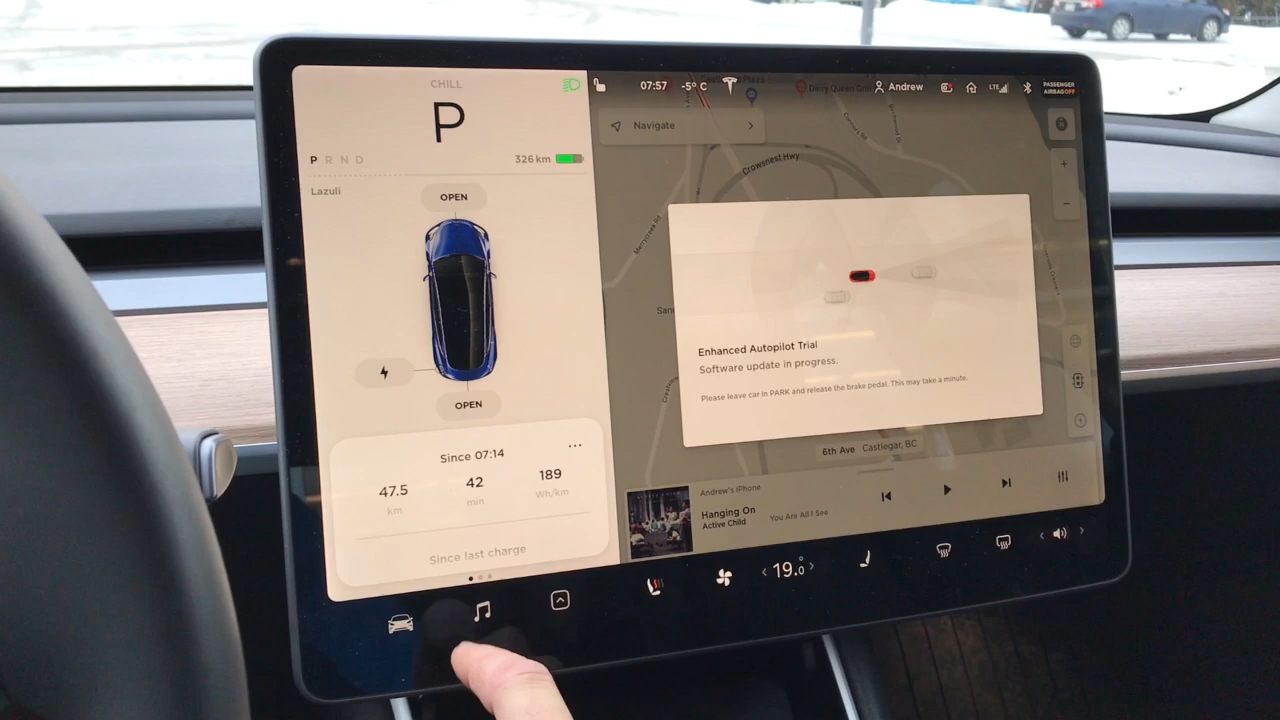 CHILL
P
P R N D
326 km
Lazuli
OPEN
OPEN
Since 07:14
...
47.5
km
42
min
189
Wh/km
Since last charge
07:57
-5° C
Dairy Queen Grill
Andrew
LTE
PASSENGER
AIRBAG OFF
Navigate
Crowsnest Hwy
Merrycreek Rd
Enhanced Autopilot Trial
Software update in progress.
Please leave car in PARK and release the brake pedal. This may take a minute.
6th Ave Castlegar, BC
Andrew's iPhone
Hanging On
Active Child
You Are All I See
19.0°